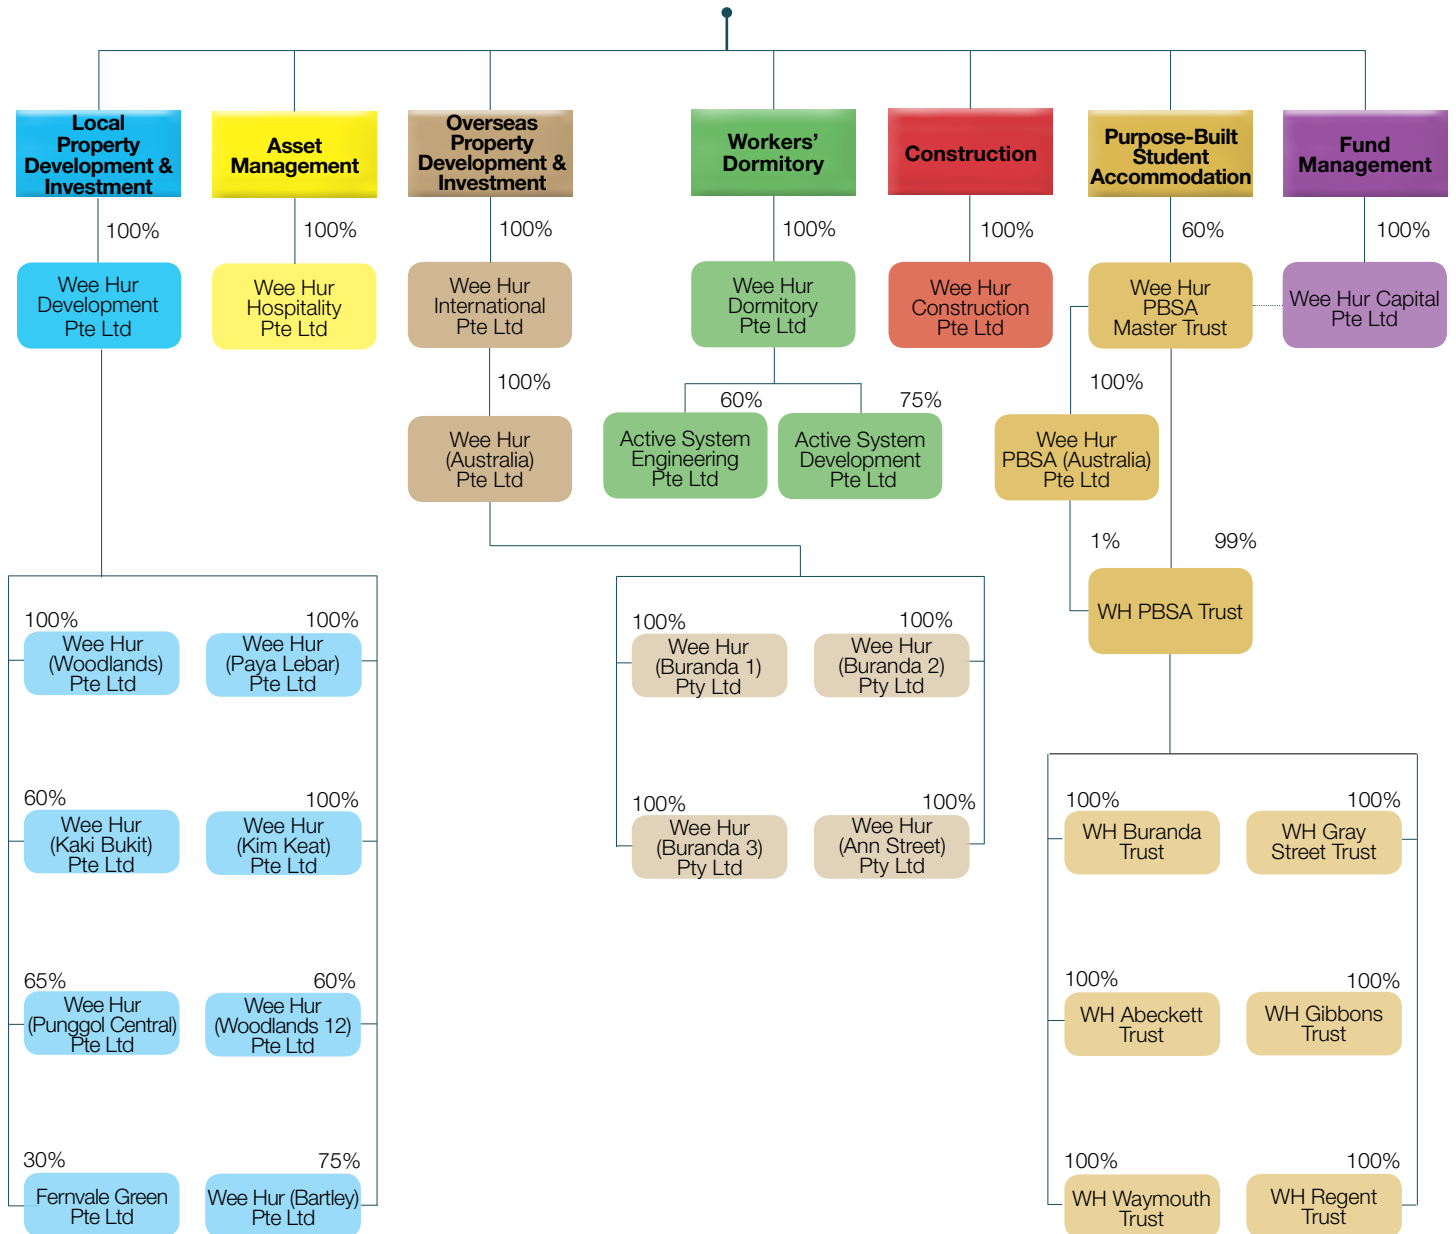 Local
Property
Development &
Investment
Asset
Management
Overseas
Property
Development &
Investment
Workers’
Dormitory
Construction
Purpose-Built
Student
Accommodation
Fund
Management
100%
100%
100%
100%
100%
60%
100%
Wee Hur
Development
Pte Ltd
Wee Hur
Hospitality
Pte Ltd
Wee Hur
International
Pte Ltd
Wee Hur
Dormitory
Pte Ltd
Wee Hur
Construction
Pte Ltd
Wee Hur
PBSA
Master Trust
Wee Hur Capital
Pte Ltd
100%
60%
75%
100%
Wee Hur
(Australia)
Pte Ltd
Active System
Engineering
Pte Ltd
Active System
Development
Pte Ltd
Wee Hur
PBSA (Australia)
Pte Ltd
1%
99%
WH PBSA Trust
100%
Wee Hur
(Woodlands)
Pte Ltd
100%
Wee Hur
(Paya Lebar)
Pte Ltd
60%
Wee Hur
(Kaki Bukit)
Pte Ltd
100%
Wee Hur
(Kim Keat)
Pte Ltd
65%
Wee Hur
(Punggol Central)
Pte Ltd
60%
Wee Hur
(Woodlands 12)
Pte Ltd
30%
Fernvale Green
Pte Ltd
75%
Wee Hur (Bartley)
Pte Ltd
100%
Wee Hur
(Buranda 1)
Pty Ltd
100%
Wee Hur
(Buranda 2)
Pty Ltd
100%
Wee Hur
(Buranda 3)
Pty Ltd
100%
Wee Hur
(Ann Street)
Pty Ltd
100%
WH Buranda
Trust
100%
WH Gray
Street Trust
100%
WH Abeckett
Trust
100%
WH Gibbons
Trust
100%
WH Waymouth
Trust
100%
WH Regent
Trust